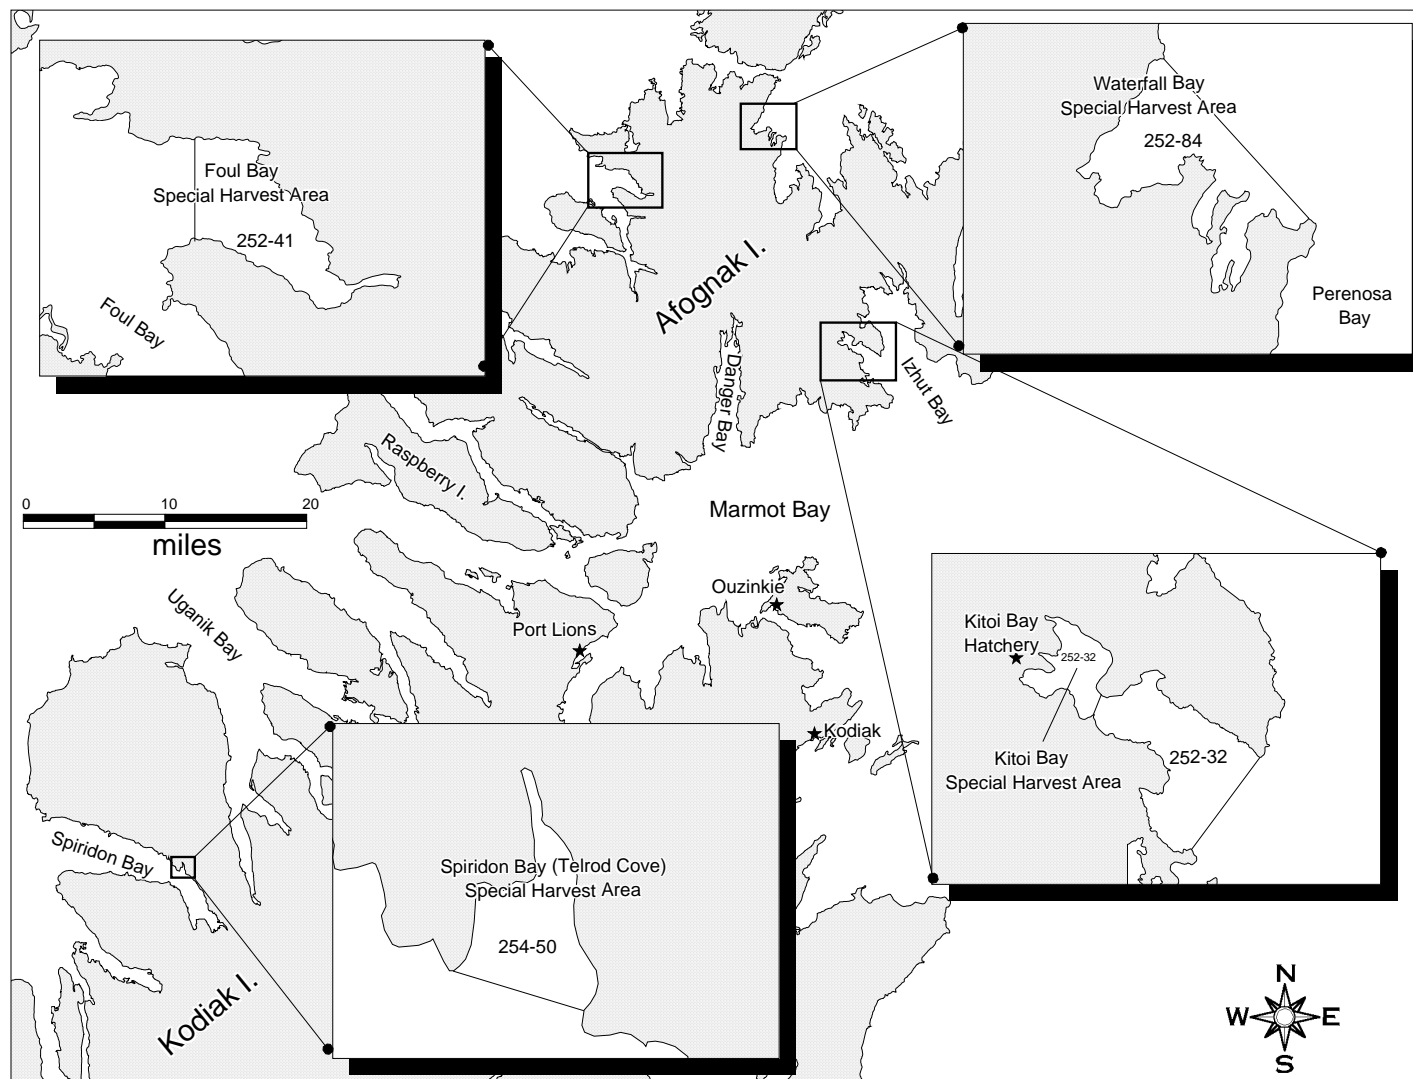 Foul Bay
Special Harvest Area
252-41
Foul Bay
Waterfall Bay
Special Harvest Area
252-84
Perenosa
Bay
Afognak I.
Danger Bay
Izhut Bay
Raspberry I.
0 10 20
miles
Marmot Bay
Uganik Bay
Ouzinkie
Port Lions
Kodiak
Kitoi Bay
Hatchery
252-32
Kitoi Bay
Special Harvest Area
252-32
Spiridon Bay
Spiridon Bay (Telrod Cove)
Special Harvest Area
254-50
Kodiak I.
N
W E
S